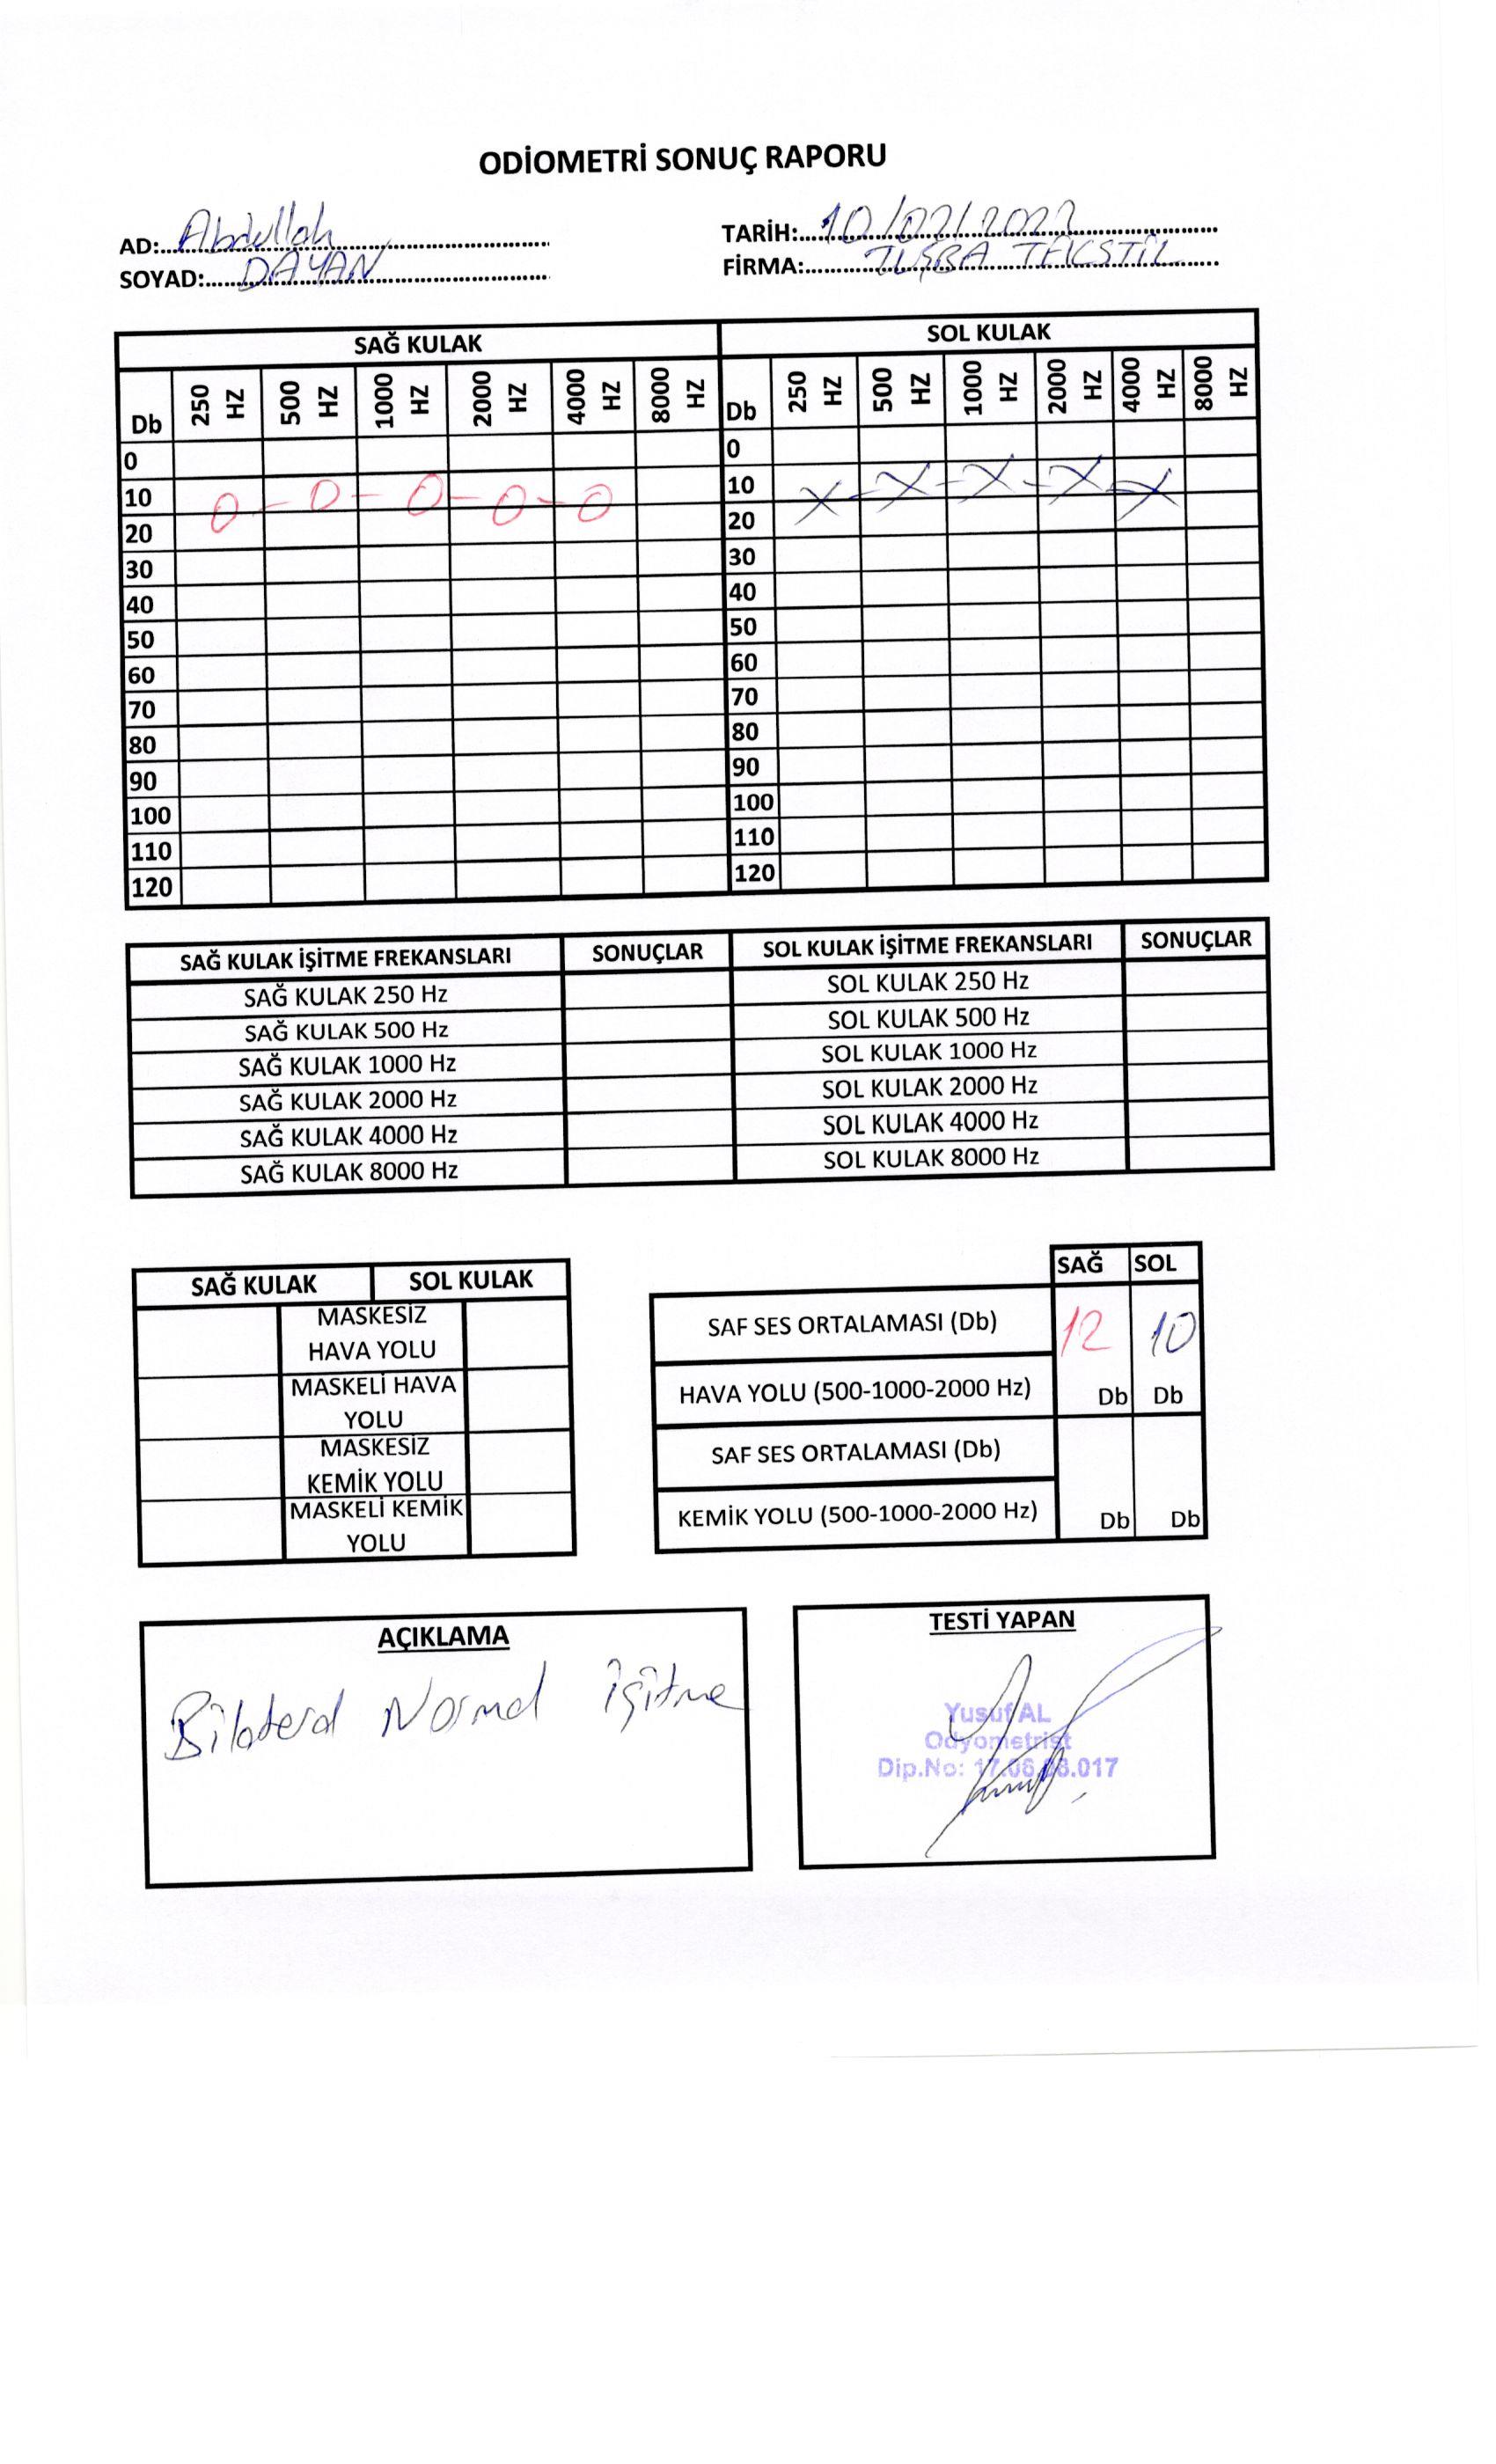 ODİOMETRİ SONUÇ RAPORU
AD: Abdullah TARİH: 10/02/2022
SOYAD: DAYAN FİRMA: TUŞBA TEKSTİL
SAĞ KULAK SOL KULAK
Db 250 HZ 500 HZ 1000 HZ 2000 HZ 4000 HZ 8000 HZ Db 250 HZ 500 HZ 1000 HZ 2000 HZ 4000 HZ 8000 HZ
0 0
10 10
20 20
30 30
40 40
50 50
60 60
70 70
80 80
90 90
100 100
110 110
120 120
SAĞ KULAK İŞİTME FREKANSLARI SONUÇLAR SOL KULAK İŞİTME FREKANSLARI SONUÇLAR
SAĞ KULAK 250 Hz SOL KULAK 250 Hz
SAĞ KULAK 500 Hz SOL KULAK 500 Hz
SAĞ KULAK 1000 Hz SOL KULAK 1000 Hz
SAĞ KULAK 2000 Hz SOL KULAK 2000 Hz
SAĞ KULAK 4000 Hz SOL KULAK 4000 Hz
SAĞ KULAK 8000 Hz SOL KULAK 8000 Hz
SAĞ KULAK SOL KULAK
MASKESİZ
HAVA YOLU
MASKELİ HAVA
YOLU
MASKESİZ
KEMİK YOLU
MASKELİ KEMİK
YOLU
SAĞ SOL
SAF SES ORTALAMASI (Db) 12 10
HAVA YOLU (500-1000-2000 Hz) Db Db
SAF SES ORTALAMASI (Db)
KEMİK YOLU (500-1000-2000 Hz) Db Db
AÇIKLAMA
Bilateral Normal işitme
TESTİ YAPAN
Yusuf AL
Odyometrist
Dip.No: 17.06.08.017